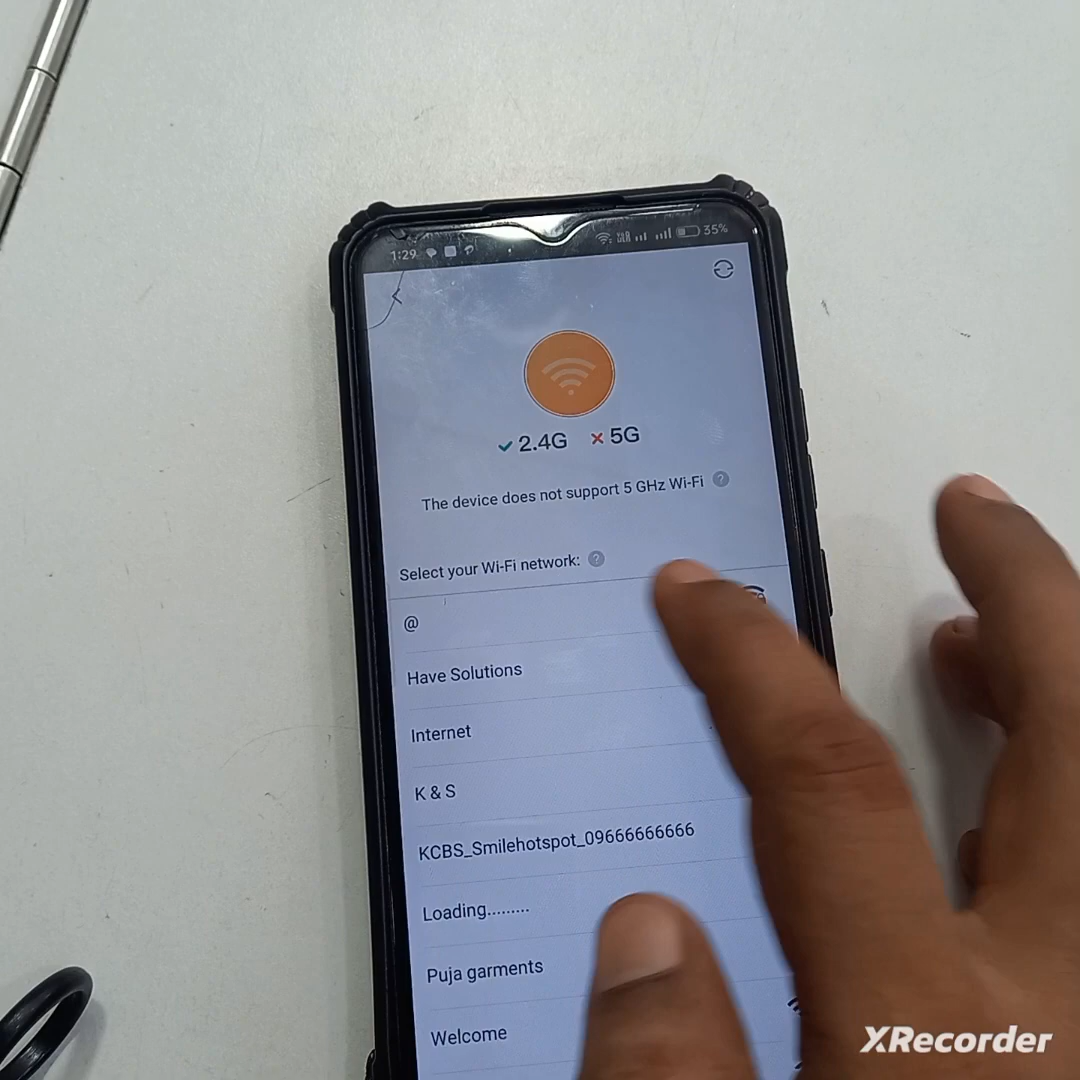 1:29 35%
2.4G 5G
The device does not support 5 GHz Wi-Fi ?
Select your Wi-Fi network: ?
@
Have Solutions
Internet
K & S
KCBS_Smilehotspot_09666666666
Loading.........
Puja garments
Welcome
XRecorder